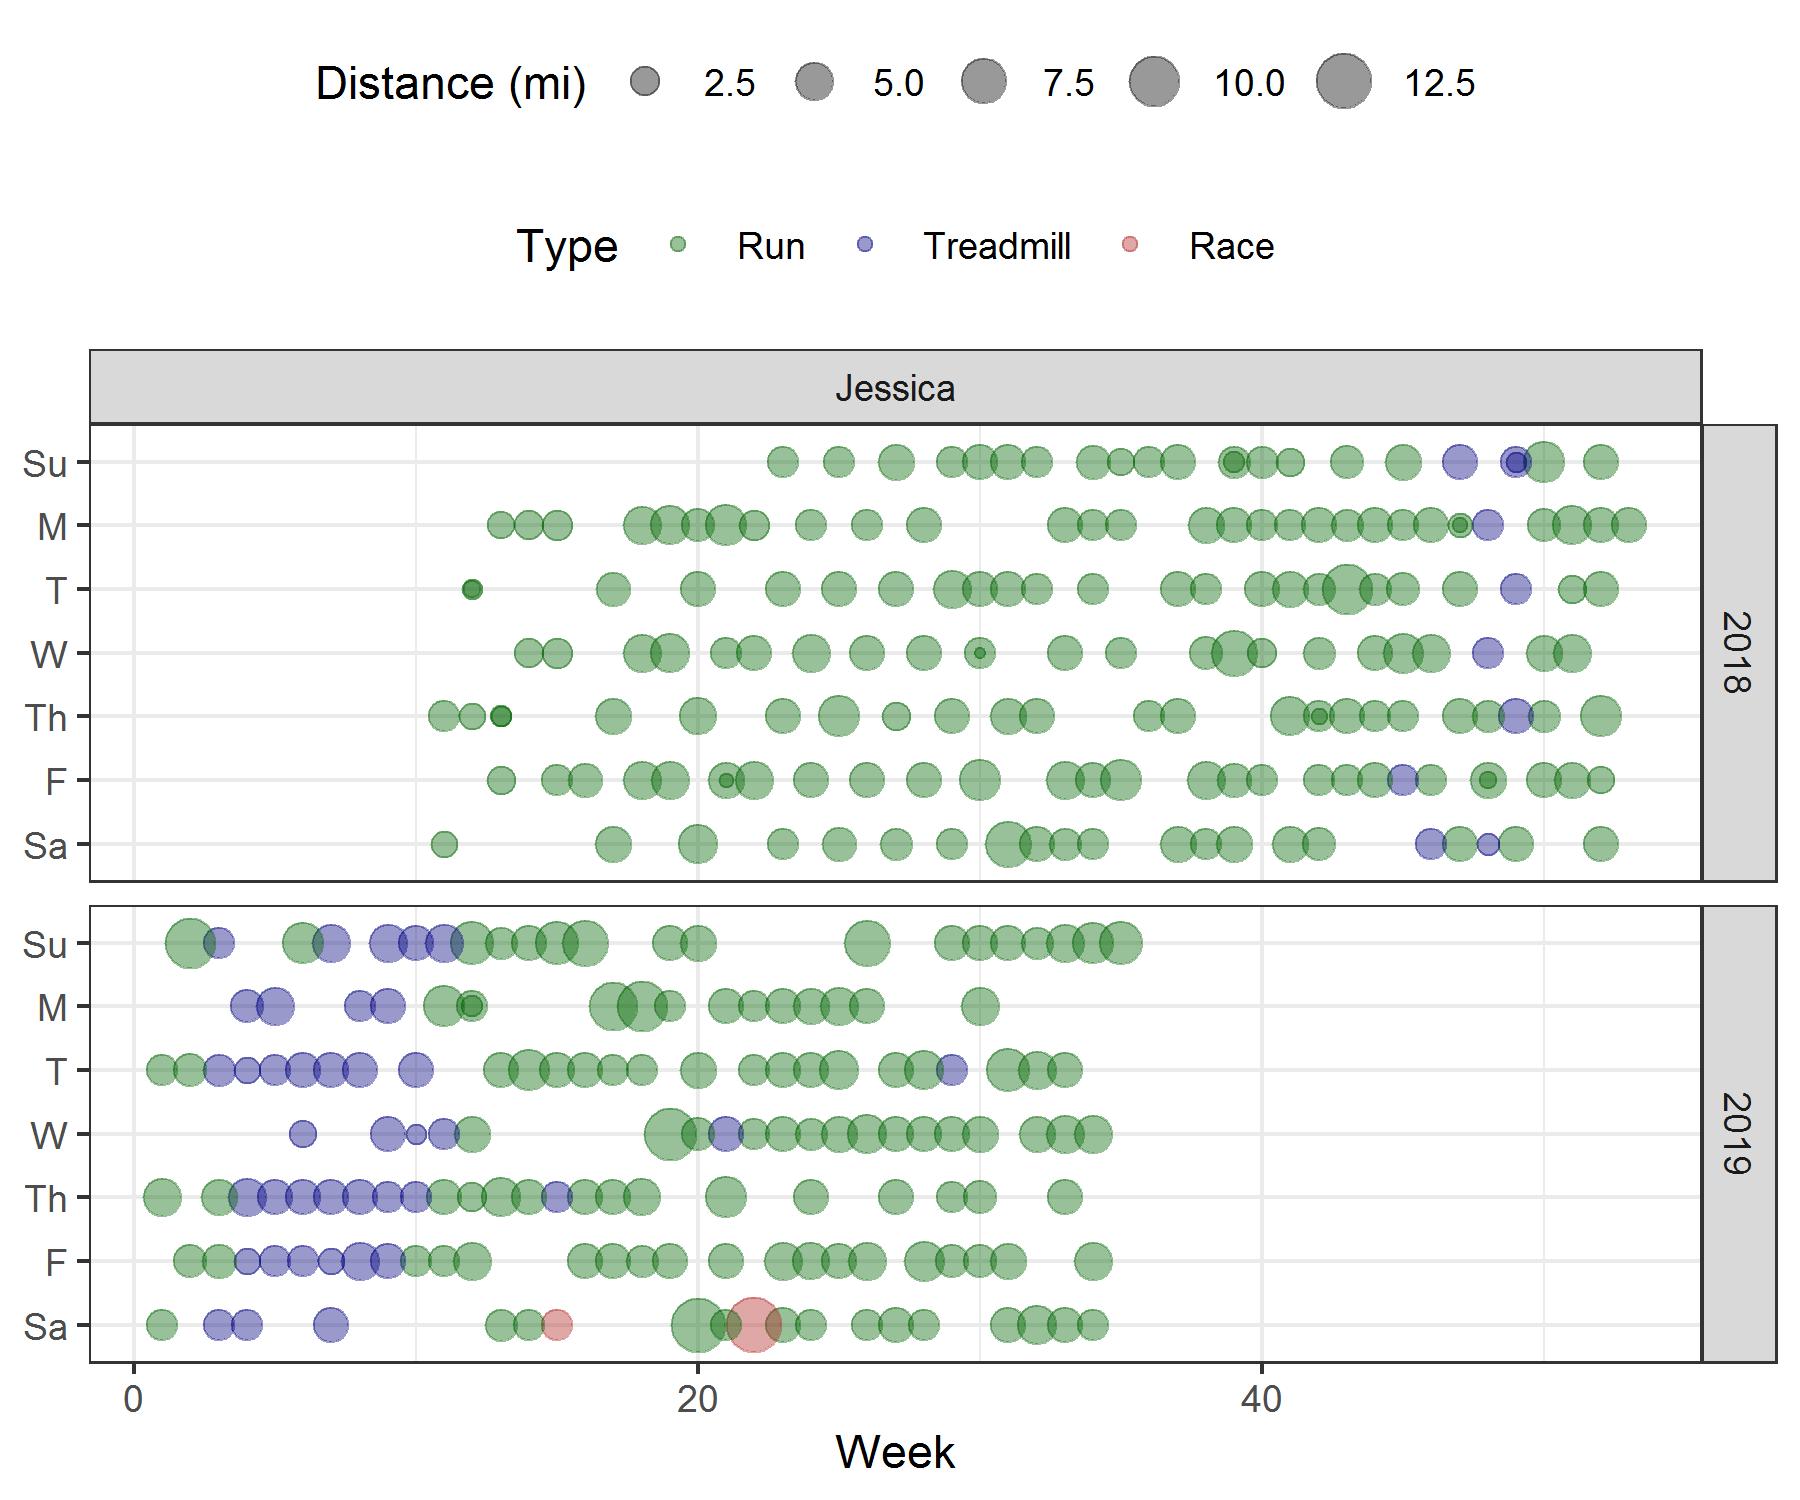 Distance (mi) 2.5 5.0 7.5 10.0 12.5
Type Run Treadmill Race
Jessica
Su
M
T
W
Th
F
Sa
2018
Su
M
T
W
Th
F
Sa
2019
0 20 40
Week